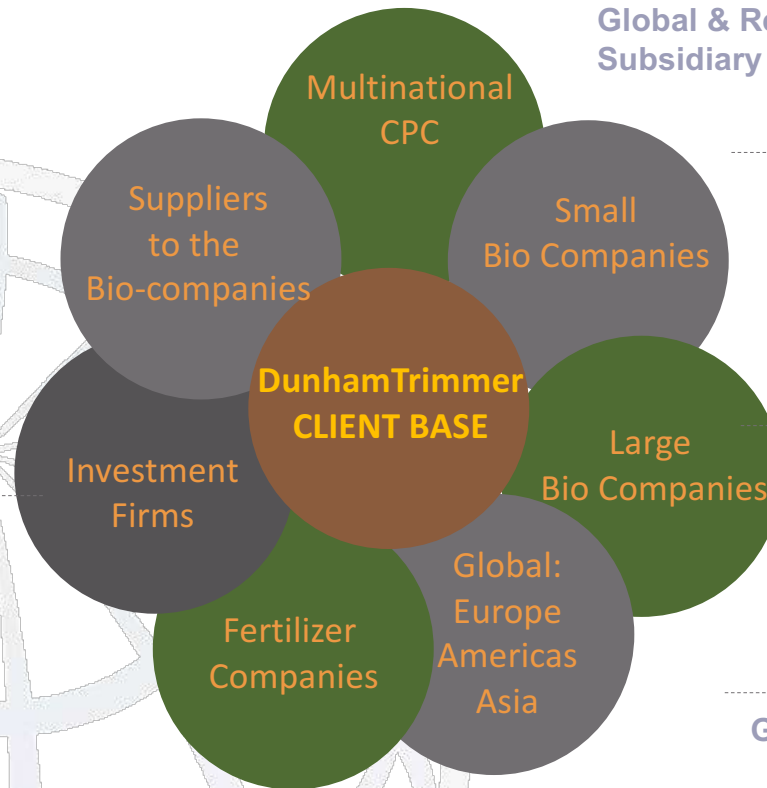 Global &
Subsidiary
Multinational
CPC
Suppliers
to the
Bio-companies
Small
Bio Companies
DunhamTrimmer
CLIENT BASE
Large
Bio Companies
Investment
Firms
Global:
Europe
Americas
Asia
Fertilizer
Companies